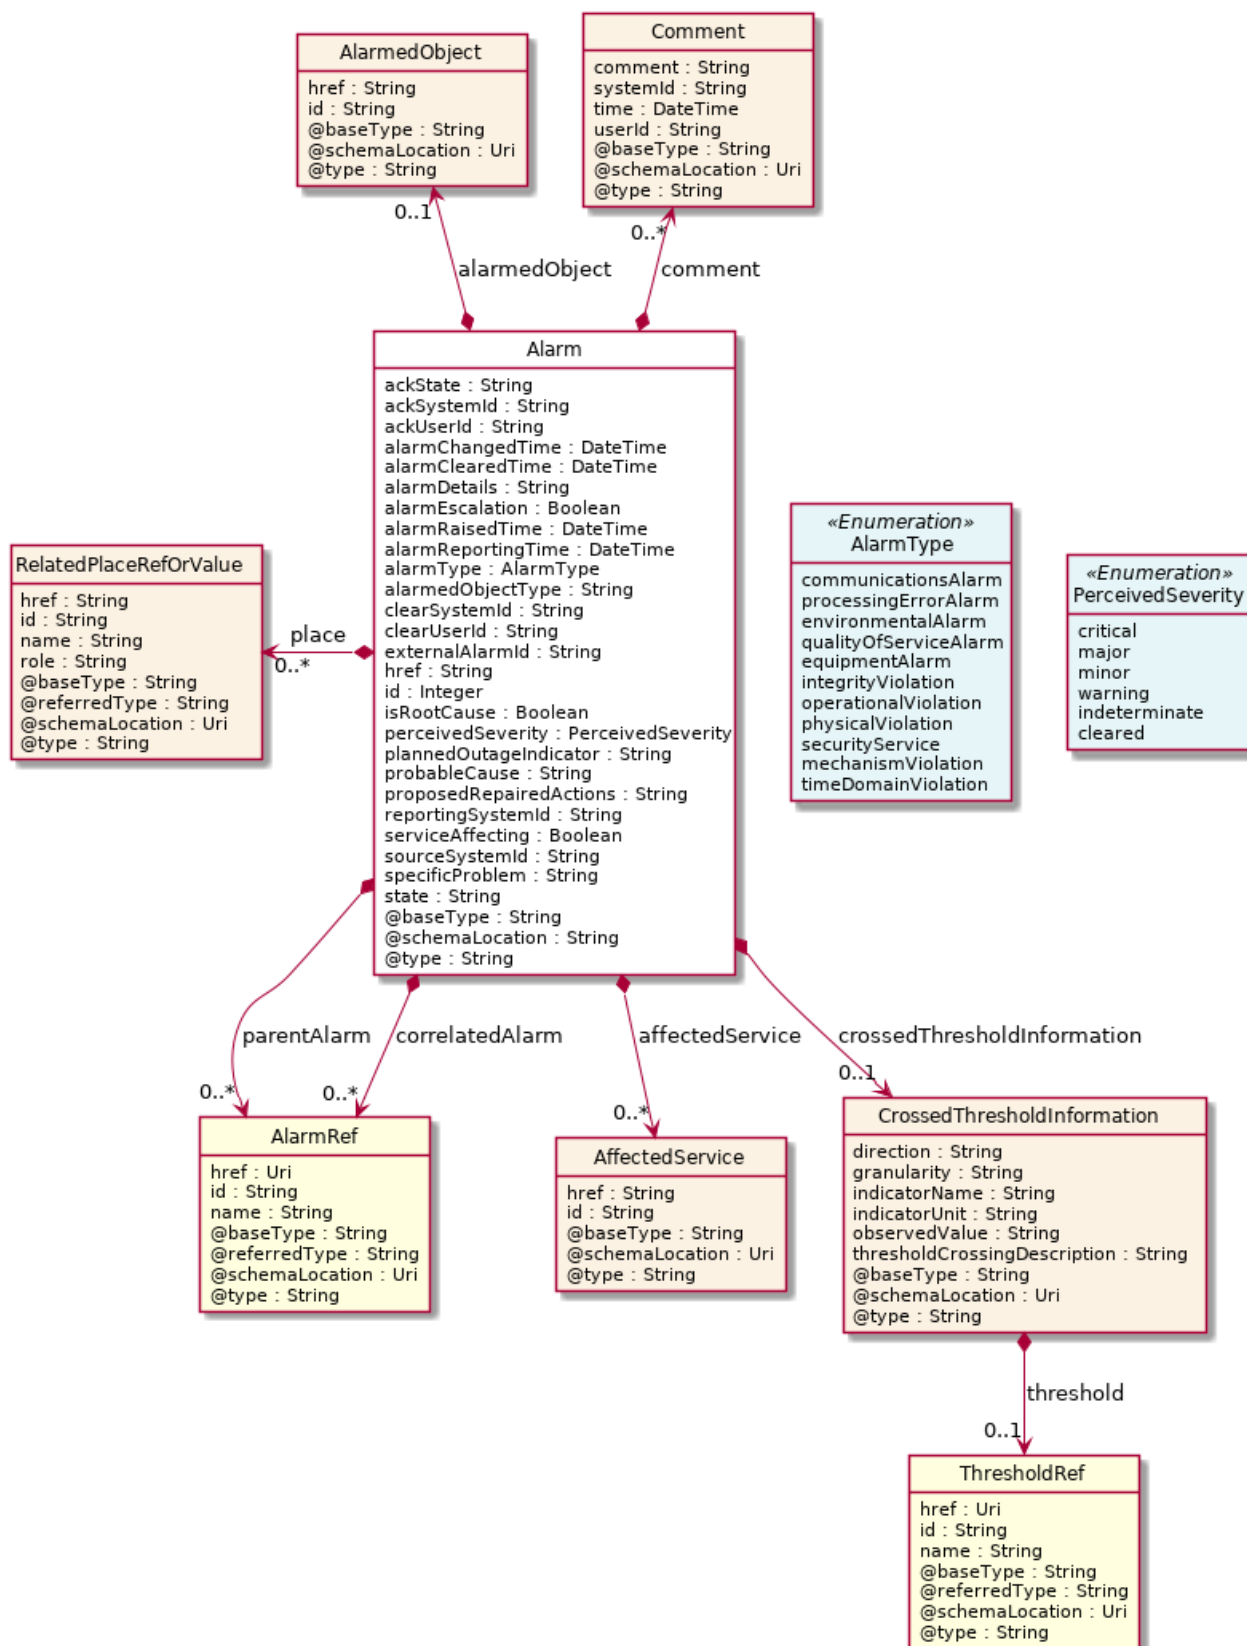 AlarmedObject
href : String
id : String
@baseType : String
@schemaLocation : Uri
@type : String
Comment
comment : String
systemId : String
time : DateTime
userId : String
@baseType : String
@schemaLocation : Uri
@type : String
0..1
0..*
alarmedObject
comment
Alarm
ackState : String
ackSystemId : String
ackUserId : String
alarmChangedTime : DateTime
alarmClearedTime : DateTime
alarmDetails : String
alarmEscalation : Boolean
alarmRaisedTime : DateTime
alarmReportingTime : DateTime
alarmType : AlarmType
alarmedObjectType : String
clearSystemId : String
clearUserId : String
externalAlarmId : String
href : String
id : Integer
isRootCause : Boolean
perceivedSeverity : PerceivedSeverity
plannedOutageIndicator : String
probableCause : String
proposedRepairedActions : String
reportingSystemId : String
serviceAffecting : Boolean
sourceSystemId : String
specificProblem : String
state : String
@baseType : String
@schemaLocation : String
@type : String
RelatedPlaceRefOrValue
href : String
id : String
name : String
role : String
@baseType : String
@referredType : String
@schemaLocation : Uri
@type : String
place
0..*
«Enumeration»
AlarmType
communicationsAlarm
processingErrorAlarm
environmentalAlarm
qualityOfServiceAlarm
equipmentAlarm
integrityViolation
operationalViolation
physicalViolation
securityService
mechanismViolation
timeDomainViolation
«Enumeration»
PerceivedSeverity
critical
major
minor
warning
indeterminate
cleared
parentAlarm
correlatedAlarm
affectedService
crossedThresholdInformation
0..*
0..*
0..*
0..1
AlarmRef
href : Uri
id : String
name : String
@baseType : String
@referredType : String
@schemaLocation : Uri
@type : String
AffectedService
href : String
id : String
@baseType : String
@schemaLocation : Uri
@type : String
CrossedThresholdInformation
direction : String
granularity : String
indicatorName : String
indicatorUnit : String
observedValue : String
thresholdCrossingDescription : String
@baseType : String
@schemaLocation : Uri
@type : String
threshold
0..1
ThresholdRef
href : Uri
id : String
name : String
@baseType : String
@referredType : String
@schemaLocation : Uri
@type : String